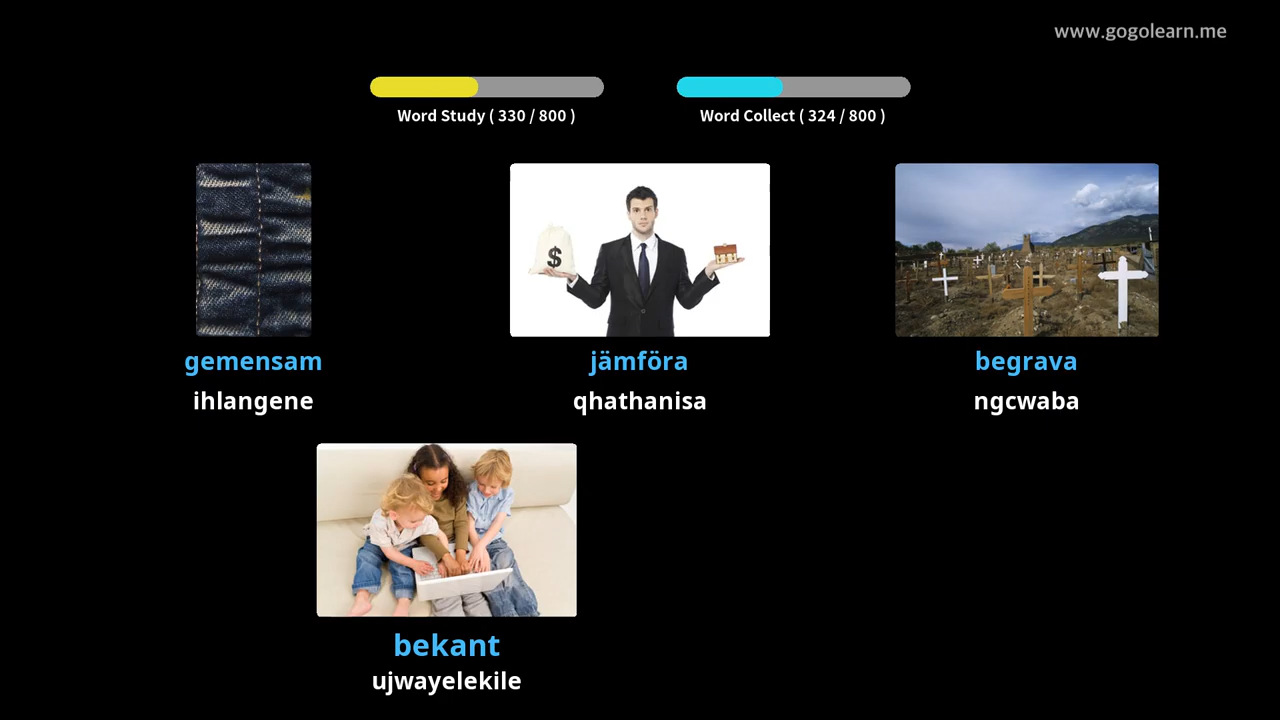 www.gogolearn.me
Word Study ( 330 / 800 )
Word Collect ( 324 / 800 )
$
gemensam
jämföra
begrava
ihlangene
qhathanisa
ngcwaba
bekant
ujwayelekile